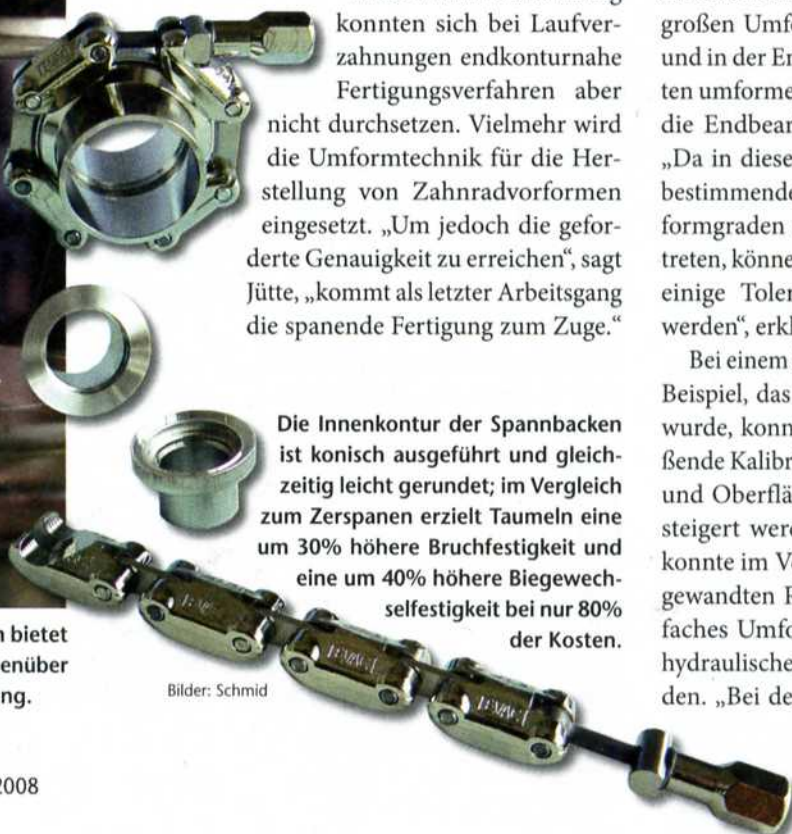 konnten sich bei Laufver-
zahnungen endkonturnahe
Fertigungsverfahren aber
nicht durchsetzen. Vielmehr wird
die Umformtechnik für die Her-
stellung von Zahnradvorformen
eingesetzt. „Um jedoch die gefor-
derte Genauigkeit zu erreichen“, sagt
Jütte, „kommt als letzter Arbeitsgang
die spanende Fertigung zum Zuge.“
Die Innenkontur der Spannbacken
ist konisch ausgeführt und gleich-
zeitig leicht gerundet; im Vergleich
zum Zerspanen erzielt Taumeln eine
um 30% höhere Bruchfestigkeit und
eine um 40% höhere Biegewech-
selfestigkeit bei nur 80%
der Kosten.
Bilder: Schmid
bietet
ng.
2008
großen Umfo
und in der En
ten umforme
die Endbear
„Da in diese
bestimmende
formgraden
treten, könne
einige Toler
werden“, erkl
Bei einem
Beispiel, das
wurde, konn
ßende Kalibr
und Oberflä
steigert werd
konnte im Ve
gewandten P
faches Umfo
hydraulische
den. „Bei de